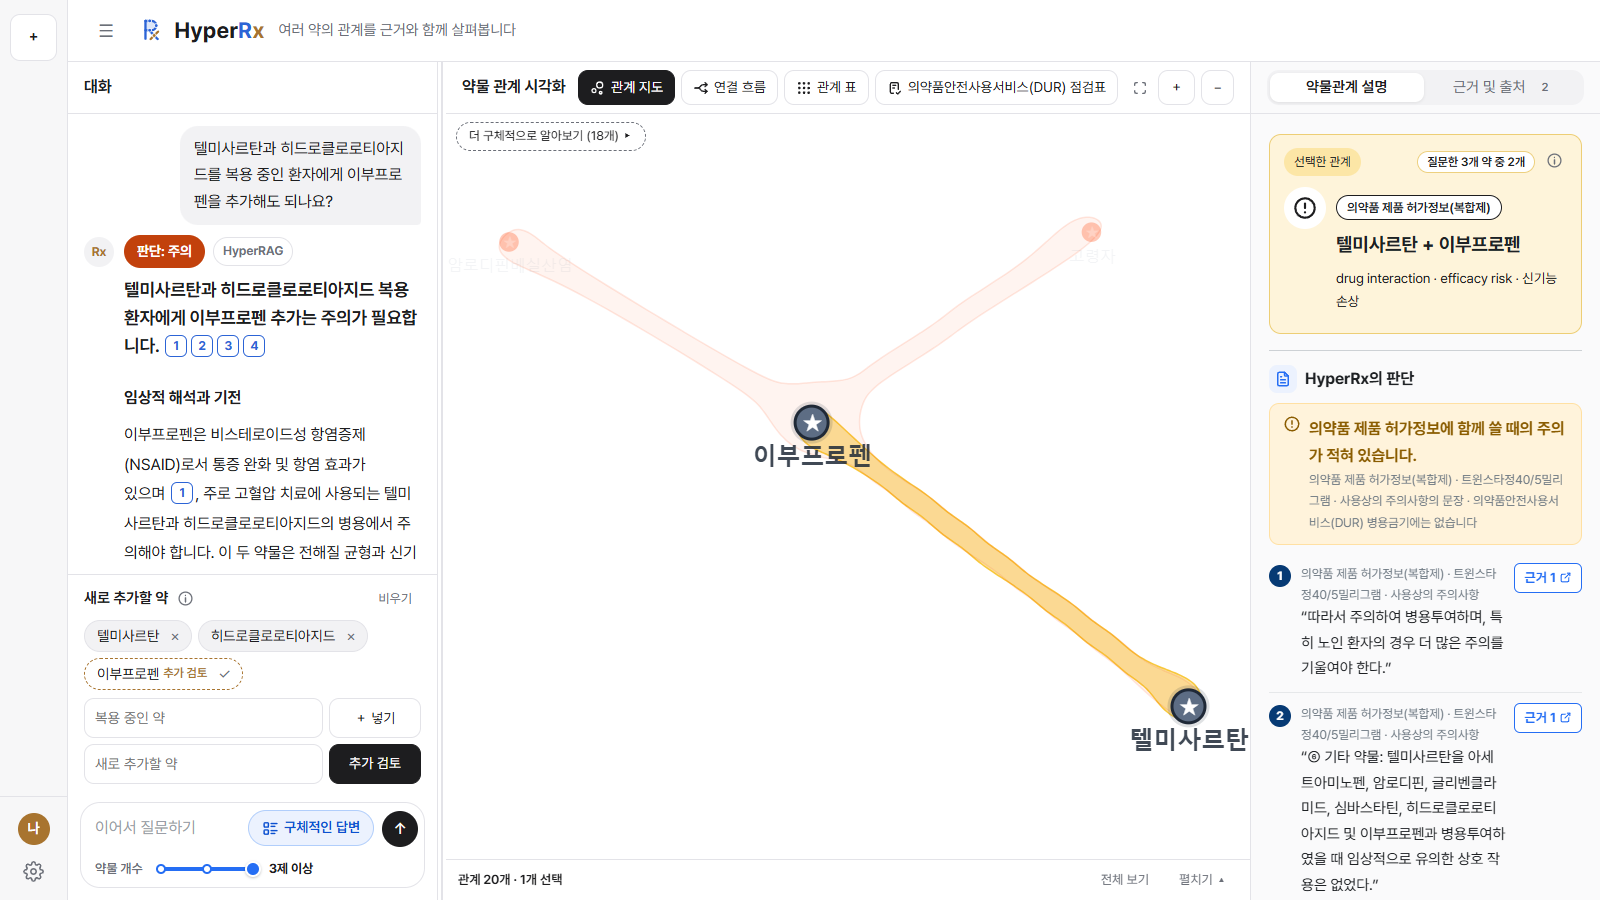 +
HyperRx 여러 약의 관계를 근거와 함께 살펴봅니다
대화
텔미사르탄과 히드로클로로티아지
드를 복용 중인 환자에게 이부프로
펜을 추가해도 되나요?
Rx 판단: 주의 HyperRAG
텔미사르탄과 히드로클로로티아지드 복용
환자에게 이부프로펜 추가는 주의가 필요합
니다. 1 2 3 4
임상적 해석과 기전
이부프로펜은 비스테로이드성 항염증제
(NSAID)로서 통증 완화 및 항염 효과가
있으며 1 , 주로 고혈압 치료에 사용되는 텔미
사르탄과 히드로클로로티아지드의 병용에서 주
의해야 합니다. 이 두 약물은 전해질 균형과 신기
새로 추가할 약 비우기
텔미사르탄 × 히드로클로로티아지드 ×
이부프로펜 추가 검토 ✓
복용 중인 약 + 넣기
새로 추가할 약 추가 검토
이어서 질문하기 구체적인 답변
약물 개수 3제 이상
나
약물 관계 시각화 관계 지도 연결 흐름 관계 표 의약품안전사용서비스(DUR) 점검표 + −
더 구체적으로 알아보기 (18개) ▸
암로디핀베실산염
고령자
이부프로펜
텔미사르탄
관계 20개 · 1개 선택 전체 보기 펼치기 ▴
약물관계 설명 근거 및 출처 2
선택한 관계 질문한 3개 약 중 2개
의약품 제품 허가정보(복합제)
텔미사르탄 + 이부프로펜
drug interaction · efficacy risk · 신기능
손상
HyperRx의 판단
의약품 제품 허가정보에 함께 쓸 때의 주의
가 적혀 있습니다.
의약품 제품 허가정보(복합제) · 트윈스타정40/5밀리
그램 · 사용상의 주의사항의 문장 · 의약품안전사용서
비스(DUR) 병용금기에는 없습니다
1 의약품 제품 허가정보(복합제) · 트윈스타
정40/5밀리그램 · 사용상의 주의사항
근거 1
“따라서 주의하여 병용투여하며, 특
히 노인 환자의 경우 더 많은 주의를
기울여야 한다.”
2 의약품 제품 허가정보(복합제) · 트윈스타
정40/5밀리그램 · 사용상의 주의사항
근거 1
“⑥ 기타 약물: 텔미사르탄을 아세
트아미노펜, 암로디핀, 글리벤클라
미드, 심바스타틴, 히드로클로로티
아지드 및 이부프로펜과 병용투여하
였을 때 임상적으로 유의한 상호 작
용은 없었다.”